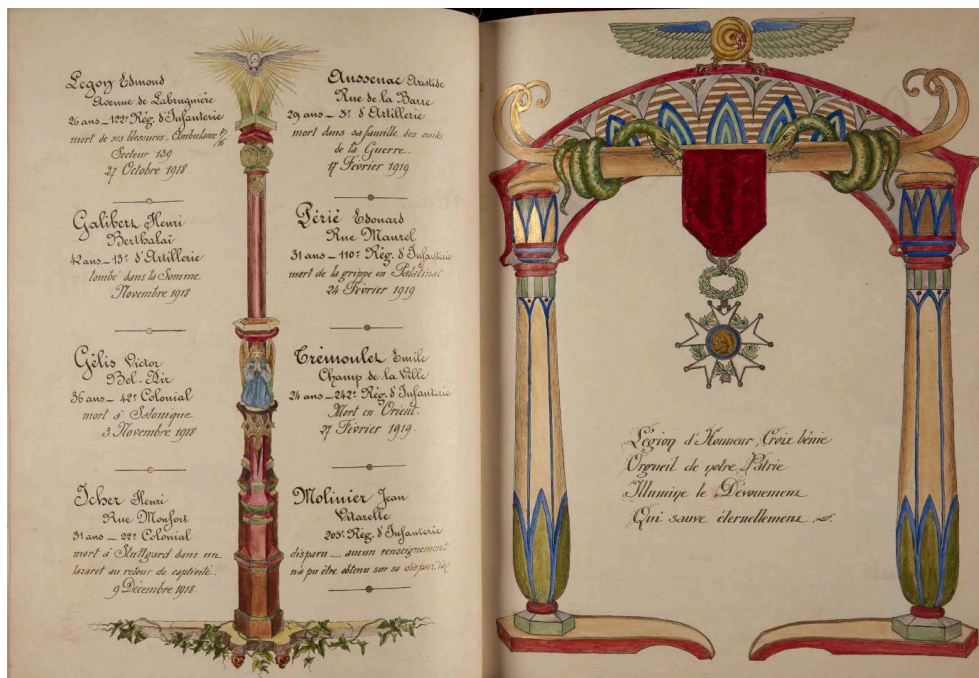 Legon Edmond
Avenue de Labruguière
26 ans _ 122e Rég. d'Infanterie
mort de ses blessures. Ambulance
Secteur 139
27 Octobre 1918
Galibert Henri
Berthalaï
42 ans _ 13e d'Artillerie
tombé dans la Somme
Novembre 1918
Gélis Victor
Bel-Air
36 ans _ 42e Colonial
mort à Salonique
3 Novembre 1918
Icher Henri
Rue Monfort
31 ans _ 22e Colonial
mort à Stuttgard dans un
lazaret au retour de captivité.
9 Décembre 1918.
Aussenac Aristide
Rue de la Barre
29 ans _ 3e d'Artillerie
mort dans sa famille des suites
de la Guerre.
17 Février 1919
Périé Edouard
Rue Maurel
31 ans _ 110e Rég. d'Infanterie
mort de la grippe en Palatinat
24 Février 1919
Trémoulet Emile
Champ de la Ville
24 ans _ 242e Rég. d'Infanterie
Mort en Orient.
27 Février 1919.
Molinier Jean
Vitarelle
205e Rég. d'Infanterie
disparu _ aucun renseignement
n'a pu être obtenu sur sa
Légion d'Honneur, Croix bénie
Orgueil de notre Patrie
Illumine le Dévouement
Qui sauve éternellement